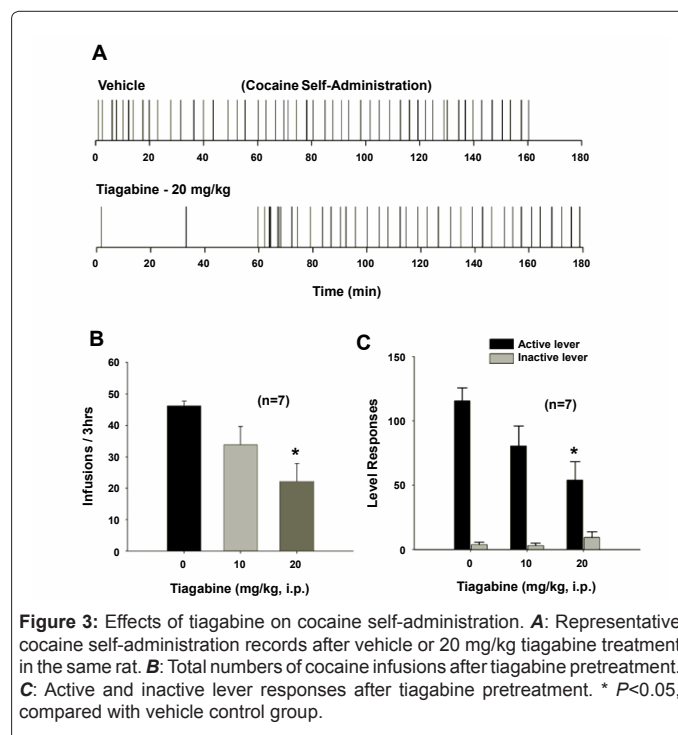 A
Vehicle (Cocaine Self-Administration)
0 20 40 60 80 100 120 140 160 180
Tiagabine - 20 mg/kg
0 20 40 60 80 100 120 140 160 180
Time (min)
B
60
50
40
30
20
10
0
Infusions / 3hrs
(n=7)
*
0 10 20
Tiagabine (mg/kg, i.p.)
C
Active lever
Inactive lever
150
100
50
0
Level Responses
(n=7)
*
0 10 20
Tiagabine (mg/kg, i.p.)
Figure 3: Effects of tiagabine on cocaine self-administration. A: Representative
cocaine self-administration records after vehicle or 20 mg/kg tiagabine treatment
in the same rat. B: Total numbers of cocaine infusions after tiagabine pretreatment.
C: Active and inactive lever responses after tiagabine pretreatment. * P<0.05,
compared with vehicle control group.